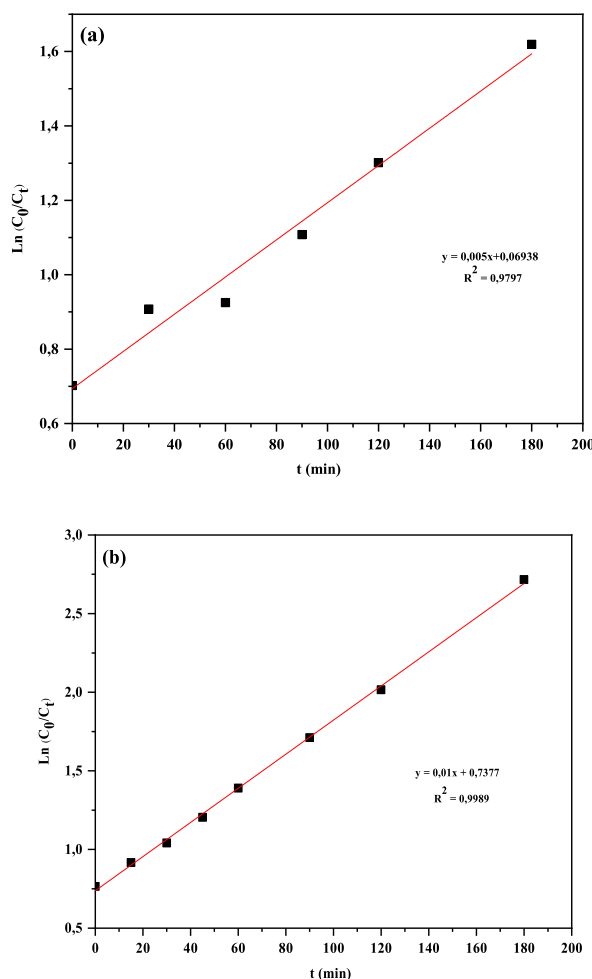 (a)
1,6
1,4
1,2
1,0
0,8
0,6
Ln (C0/Ct)
y = 0,005x+0,06938
R2 = 0,9797
0 20 40 60 80 100 120 140 160 180 200
t (min)
(b)
3,0
2,5
2,0
1,5
1,0
0,5
Ln (C0/Ct)
y = 0,01x + 0,7377
R2 = 0,9989
0 20 40 60 80 100 120 140 160 180 200
t (min)